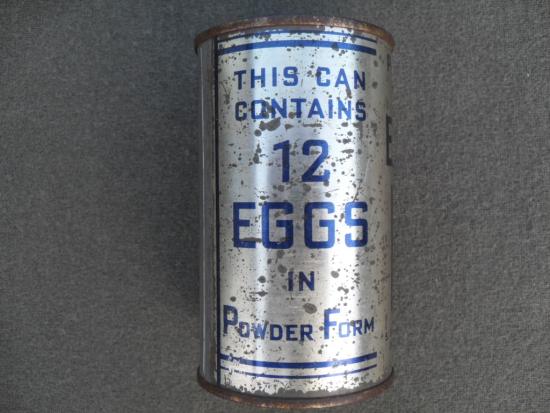 THIS CAN
CONTAINS
12
EGGS
IN
POWDER FORM